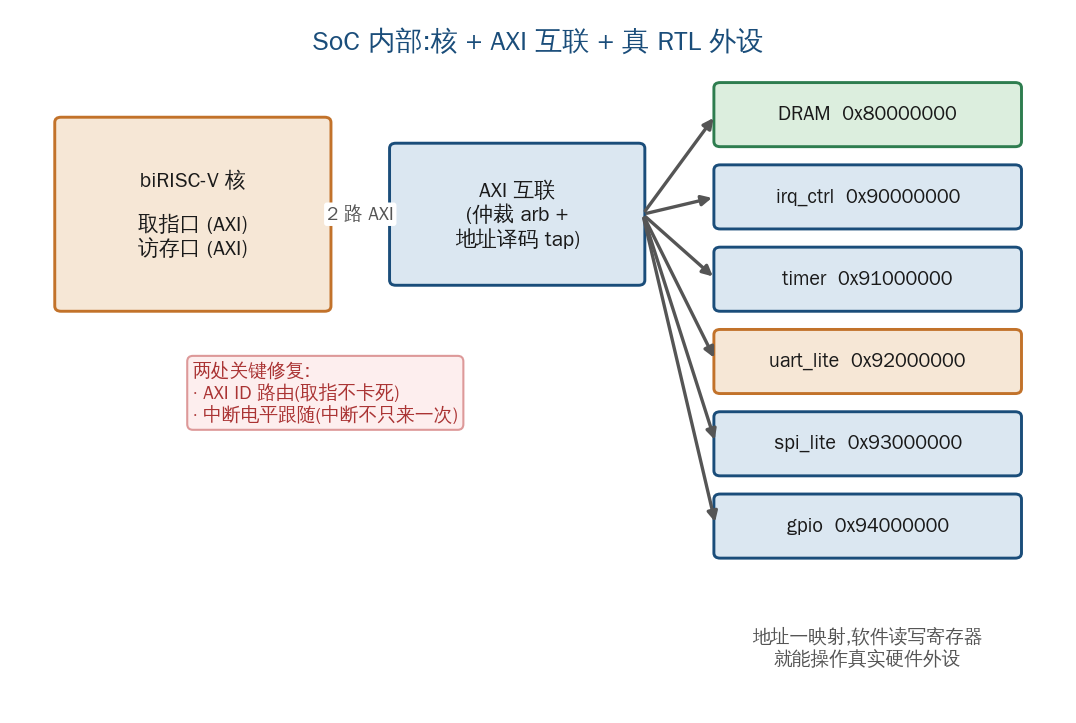 SoC 内部:核 + AXI 互联 + 真 RTL 外设
biRISC-V 核
取指口 (AXI)
访存口 (AXI)
2 路 AXI
AXI 互联
(仲裁 arb +
地址译码 tap)
DRAM  0x80000000
irq_ctrl  0x90000000
timer  0x91000000
uart_lite  0x92000000
spi_lite  0x93000000
gpio  0x94000000
两处关键修复:
· AXI ID 路由(取指不卡死)
· 中断电平跟随(中断不只来一次)
地址一映射,软件读写寄存器
就能操作真实硬件外设